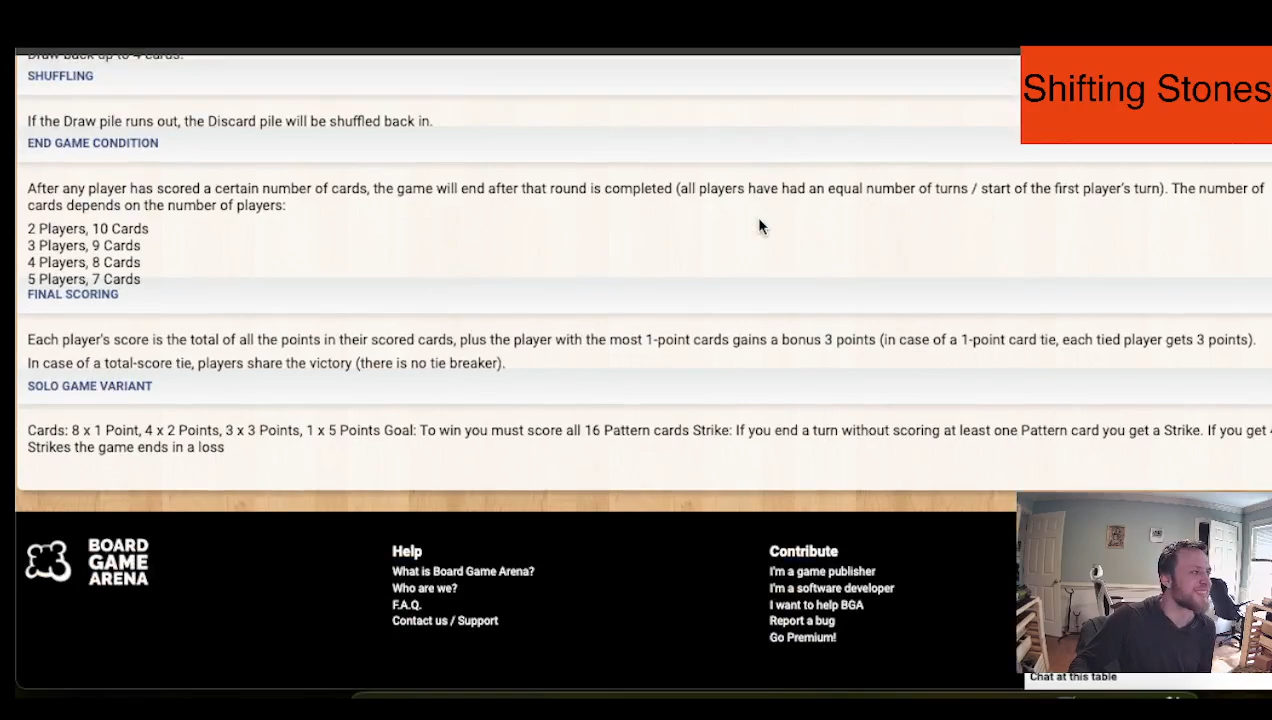 Draw back up to 4 cards.
SHUFFLING
Shifting Stones
If the Draw pile runs out, the Discard pile will be shuffled back in.
END GAME CONDITION
After any player has scored a certain number of cards, the game will end after that round is completed (all players have had an equal number of turns / start of the first player's turn). The number of
cards depends on the number of players:
2 Players, 10 Cards
3 Players, 9 Cards
4 Players, 8 Cards
5 Players, 7 Cards
FINAL SCORING
Each player's score is the total of all the points in their scored cards, plus the player with the most 1-point cards gains a bonus 3 points (in case of a 1-point card tie, each tied player gets 3 points).
In case of a total-score tie, players share the victory (there is no tie breaker).
SOLO GAME VARIANT
Cards: 8 x 1 Point, 4 x 2 Points, 3 x 3 Points, 1 x 5 Points Goal: To win you must score all 16 Pattern cards Strike: If you end a turn without scoring at least one Pattern card you get a Strike. If you get
Strikes the game ends in a loss
BOARD
GAME
ARENA
Help
What is Board Game Arena?
Who are we?
F.A.Q.
Contact us / Support
Contribute
I'm a game publisher
I'm a software developer
I want to help BGA
Report a bug
Go Premium!
Chat at this table